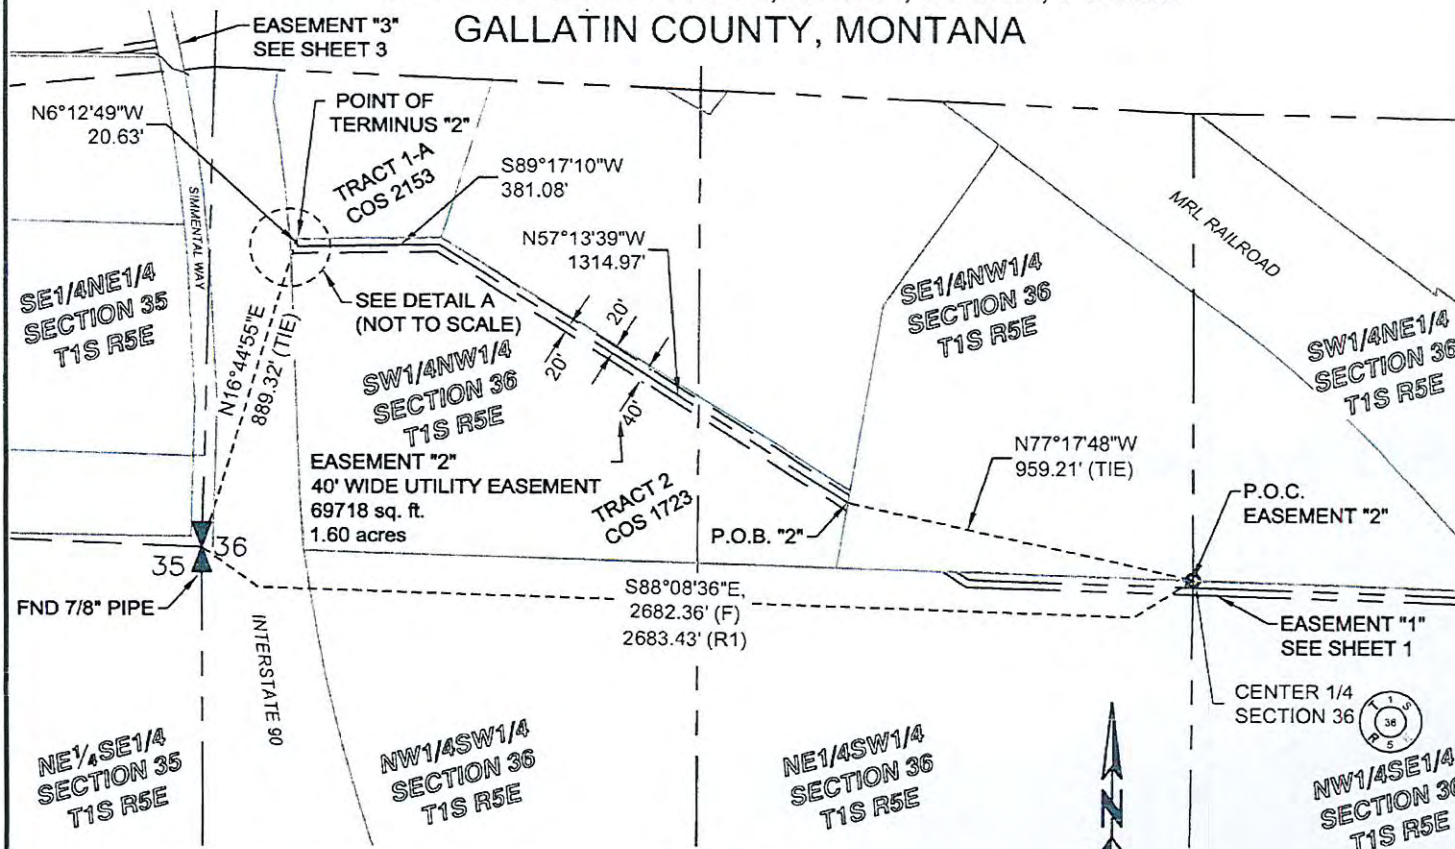 GALLATIN COUNTY, MONTANA
EASEMENT "3"
SEE SHEET 3
N6°12'49"W
20.63'
POINT OF
TERMINUS "2"
TRACT 1-A
COS 2153
S89°17'10"W
381.08'
N57°13'39"W
1314.97'
SIMMENTAL WAY
MRL RAILROAD
SE1/4NE1/4
SECTION 35
T1S R5E
SEE DETAIL A
(NOT TO SCALE)
20'
20'
40'
SE1/4NW1/4
SECTION 36
T1S R5E
SW1/4NE1/4
SECTION 36
T1S R5E
N16°44'55"E
889.32' (TIE)
SW1/4NW1/4
SECTION 36
T1S R5E
EASEMENT "2"
40' WIDE UTILITY EASEMENT
69718 sq. ft.
1.60 acres
TRACT 2
COS 1723
P.O.B. "2"
N77°17'48"W
959.21' (TIE)
P.O.C.
EASEMENT "2"
36
35
FND 7/8" PIPE
S88°08'36"E,
2682.36' (F)
2683.43' (R1)
EASEMENT "1"
SEE SHEET 1
INTERSTATE 90
CENTER 1/4
SECTION 36
T 1 S
36
R 5 E
NE1/4SE1/4
SECTION 35
T1S R5E
NW1/4SW1/4
SECTION 36
T1S R5E
NE1/4SW1/4
SECTION 36
T1S R5E
N
NW1/4SE1/4
SECTION 36
T1S R5E